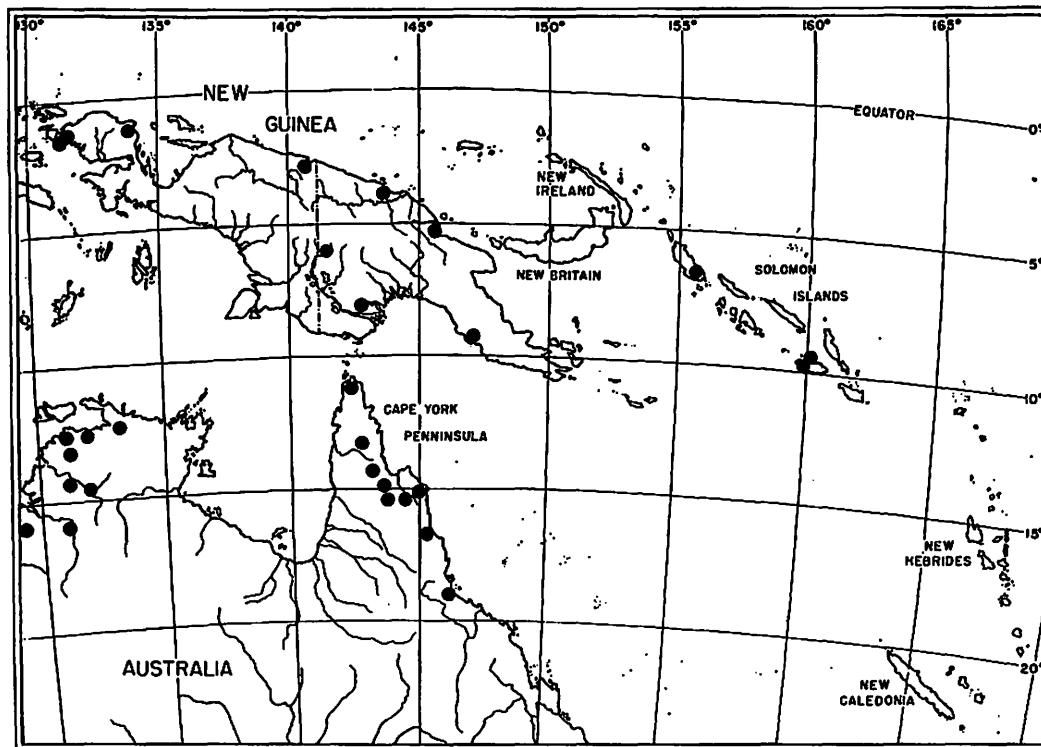 130° 135° 140° 145° 150° 155° 160° 165°
NEW
GUINEA
EQUATOR
0°
NEW
IRELAND
NEW BRITAIN
SOLOMON
ISLANDS
5°
CAPE YORK
PENNINSULA
10°
NEW
HEBRIDES
15°
AUSTRALIA
NEW
CALEDONIA
20°